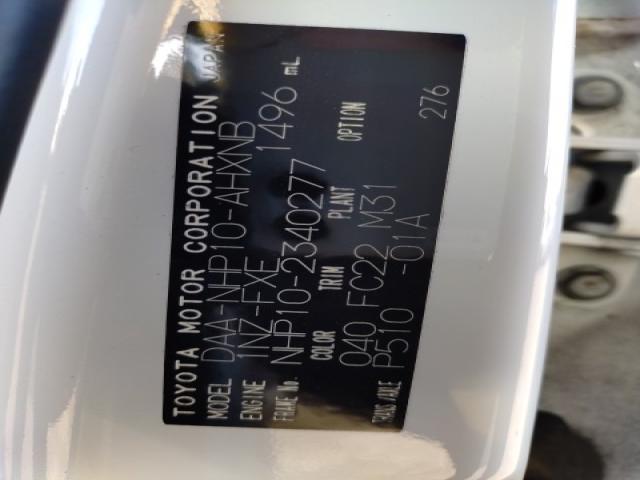 TOYOTA MOTOR CORPORATION JAPAN
MODEL DAA-NHP10-AHXNB
ENGINE 1NZ-FXE 1496 mL
FRAME No. NHP10-2340277
COLOR TRIM PLANT OPTION
040 FC22 M31
TRANS/AXLE P510 -01A 276